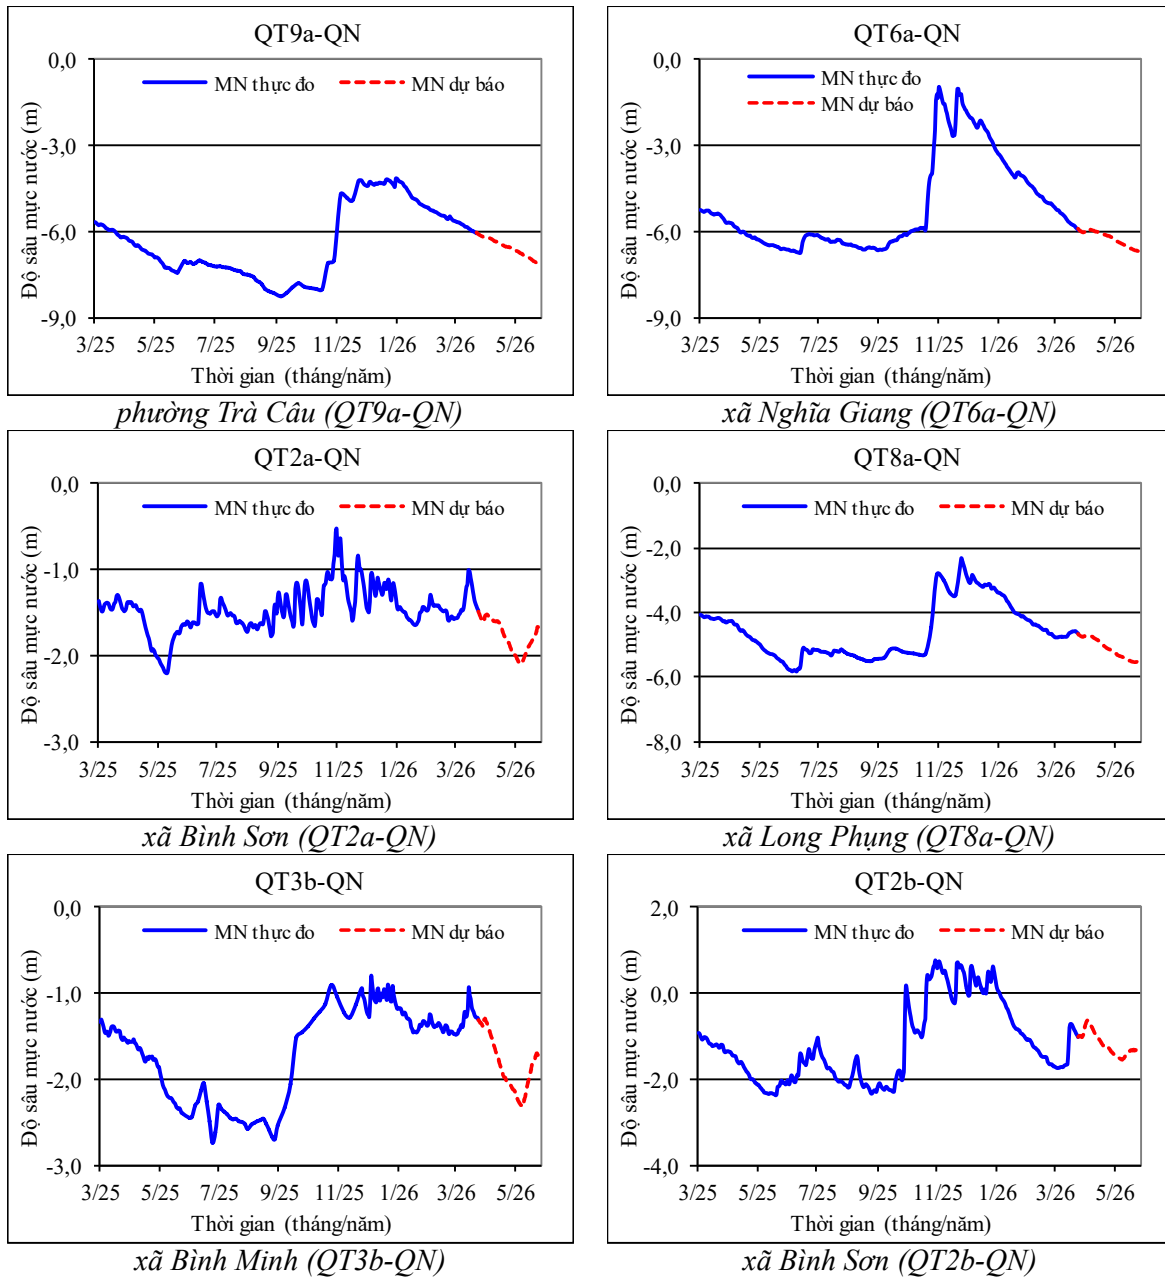 QT9a-QN
MN thực đo
MN dự báo
Độ sâu mực nước (m)
0,0
-3,0
-6,0
-9,0
3/25 5/25 7/25 9/25 11/25 1/26 3/26 5/26
Thời gian (tháng/năm)
phường Trà Câu (QT9a-QN)
QT6a-QN
MN thực đo
MN dự báo
Độ sâu mực nước (m)
0,0
-3,0
-6,0
-9,0
3/25 5/25 7/25 9/25 11/25 1/26 3/26 5/26
Thời gian (tháng/năm)
xã Nghĩa Giang (QT6a-QN)
QT2a-QN
MN thực đo
MN dự báo
Độ sâu mực nước (m)
0,0
-1,0
-2,0
-3,0
3/25 5/25 7/25 9/25 11/25 1/26 3/26 5/26
Thời gian (tháng/năm)
xã Bình Sơn (QT2a-QN)
QT8a-QN
MN thực đo
MN dự báo
Độ sâu mực nước (m)
0,0
-2,0
-4,0
-6,0
-8,0
3/25 5/25 7/25 9/25 11/25 1/26 3/26 5/26
Thời gian (tháng/năm)
xã Long Phụng (QT8a-QN)
QT3b-QN
MN thực đo
MN dự báo
Độ sâu mực nước (m)
0,0
-1,0
-2,0
-3,0
3/25 5/25 7/25 9/25 11/25 1/26 3/26 5/26
Thời gian (tháng/năm)
xã Bình Minh (QT3b-QN)
QT2b-QN
MN thực đo
MN dự báo
Độ sâu mực nước (m)
2,0
0,0
-2,0
-4,0
3/25 5/25 7/25 9/25 11/25 1/26 3/26 5/26
Thời gian (tháng/năm)
xã Bình Sơn (QT2b-QN)